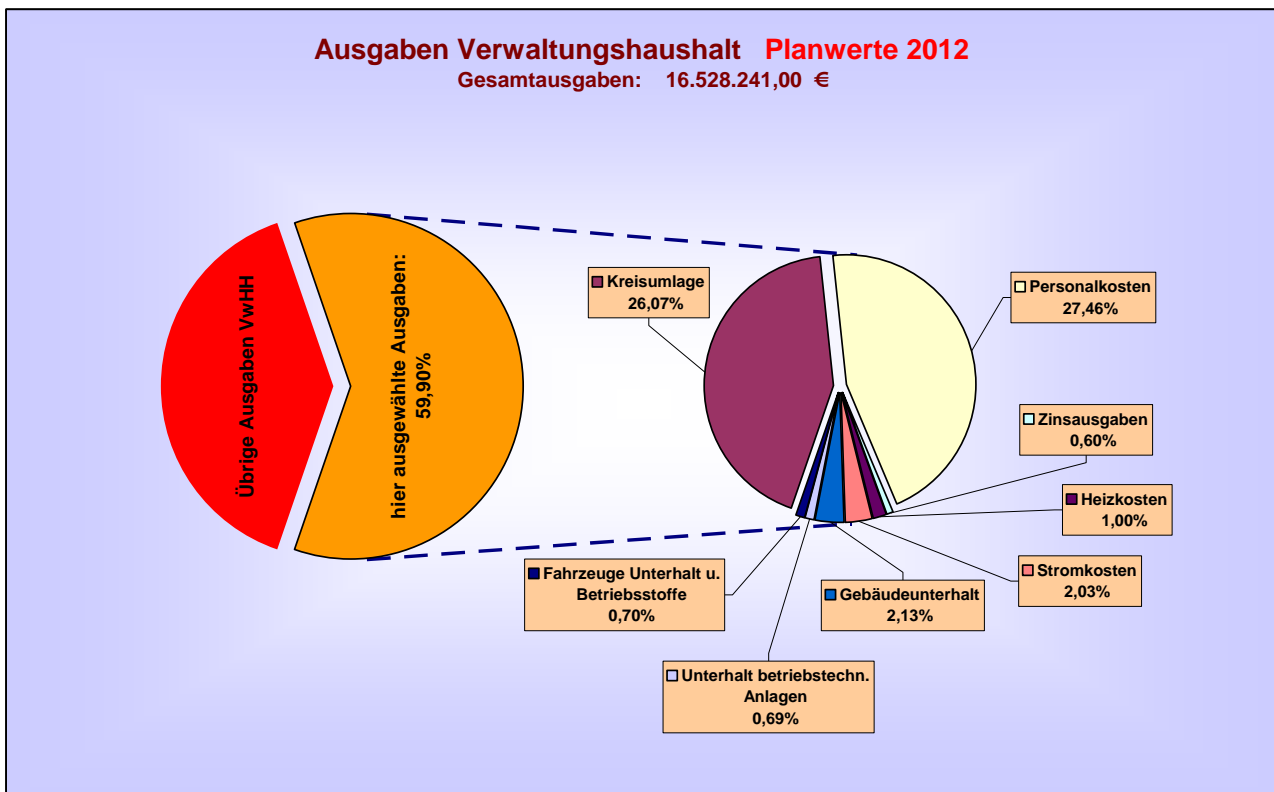 Ausgaben Verwaltungshaushalt Planwerte 2012
Gesamtausgaben: 16.528.241,00 €
Übrige Ausgaben VwHH
hier ausgewählte Ausgaben:
59,90%
Kreisumlage
26,07%
Personalkosten
27,46%
Zinsausgaben
0,60%
Heizkosten
1,00%
Stromkosten
2,03%
Gebäudeunterhalt
2,13%
Fahrzeuge Unterhalt u.
Betriebsstoffe
0,70%
Unterhalt betriebstechn.
Anlagen
0,69%